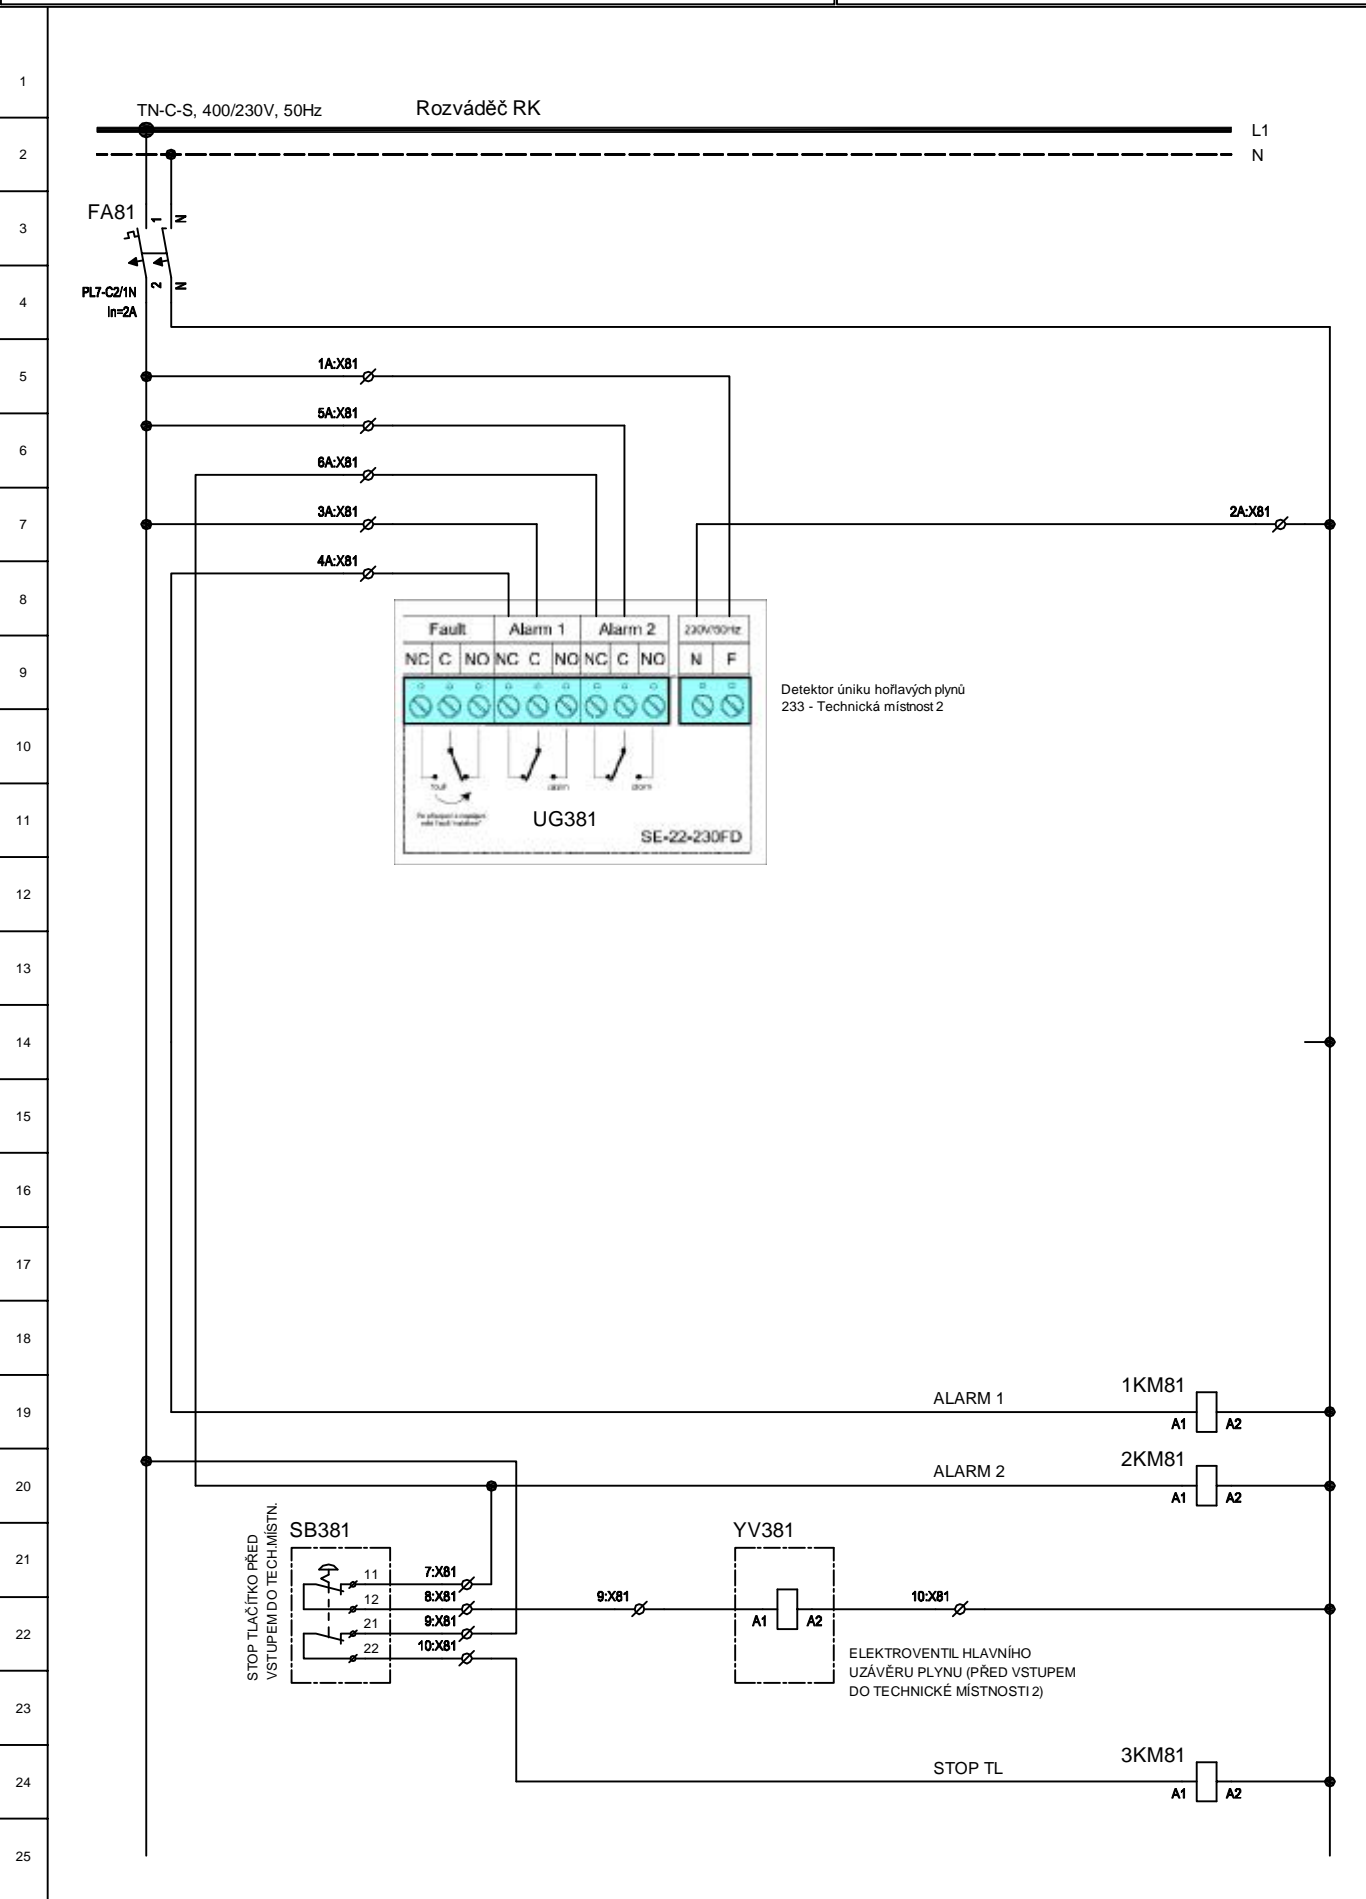 1
TN-C-S, 400/230V, 50Hz
Rozváděč RK
L1
2
N
3
FA81
1
N
4
2
N
PL7-C2/1N
In=2A
5
1A:X81
5A:X81
6
6A:X81
7
3A:X81
2A:X81
4A:X81
8
Fault
Alarm 1
Alarm 2
230V/50Hz
NC C NO NC C NO NC C NO N F
9
Detektor úniku hořlavých plynů
233 - Technická místnost 2
10
fault
alarm
alarm
11
UG381
SE-22-230FD
12
13
14
15
16
17
18
1KM81
ALARM 1
19
A1
A2
2KM81
ALARM 2
20
A1
A2
STOP TLAČÍTKO PŘED
VSTUPEM DO TECH.MÍSTN.
SB381
YV381
21
11
7:X81
12
8:X81
9:X81
10:X81
21
9:X81
A1
A2
22
22
10:X81
ELEKTROVENTIL HLAVNÍHO
UZÁVĚRU PLYNU (PŘED VSTUPEM
DO TECHNICKÉ MÍSTNOSTI 2)
23
3KM81
STOP TL
24
A1
A2
25